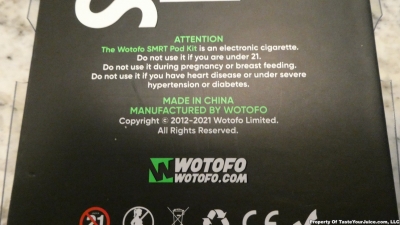 S
ATTENTION
The Wotofo SMRT Pod Kit is an electronic cigarette.
Do not use it if you are under 21.
Do not use it during pregnancy or breast feeding.
Do not use it if you have heart disease or under severe
hypertension or diabetes.
MADE IN CHINA
MANUFACTURED BY WOTOFO
Copyright © 2012-2021 Wotofo Limited.
All Rights Reserved.
WOTOFO
WOTOFO.COM
21
CE
Property Of TasteYourJuice.com, LLC